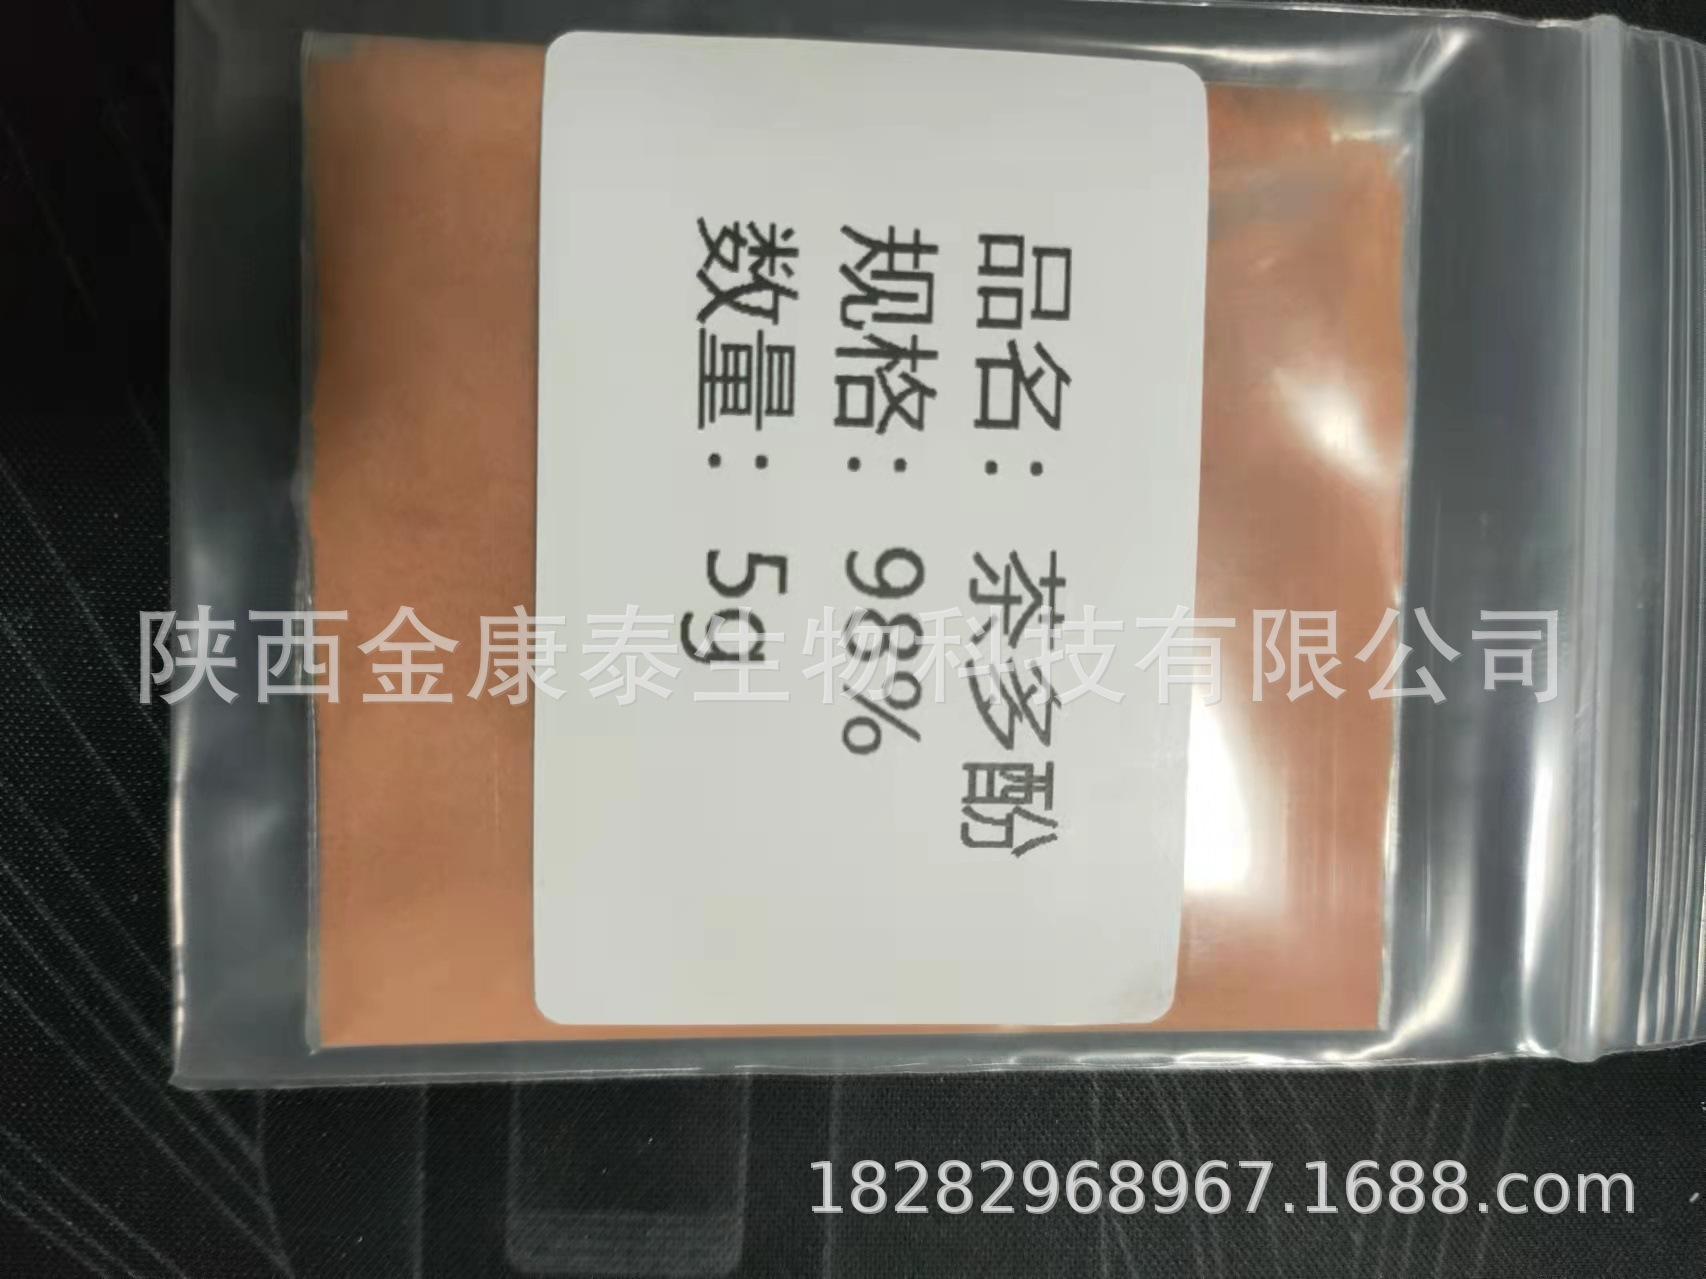 品名： 茶多酚
规格： 98%
数量： 5g
陕西金康泰生物科技有限公司
18282968967.1688.com